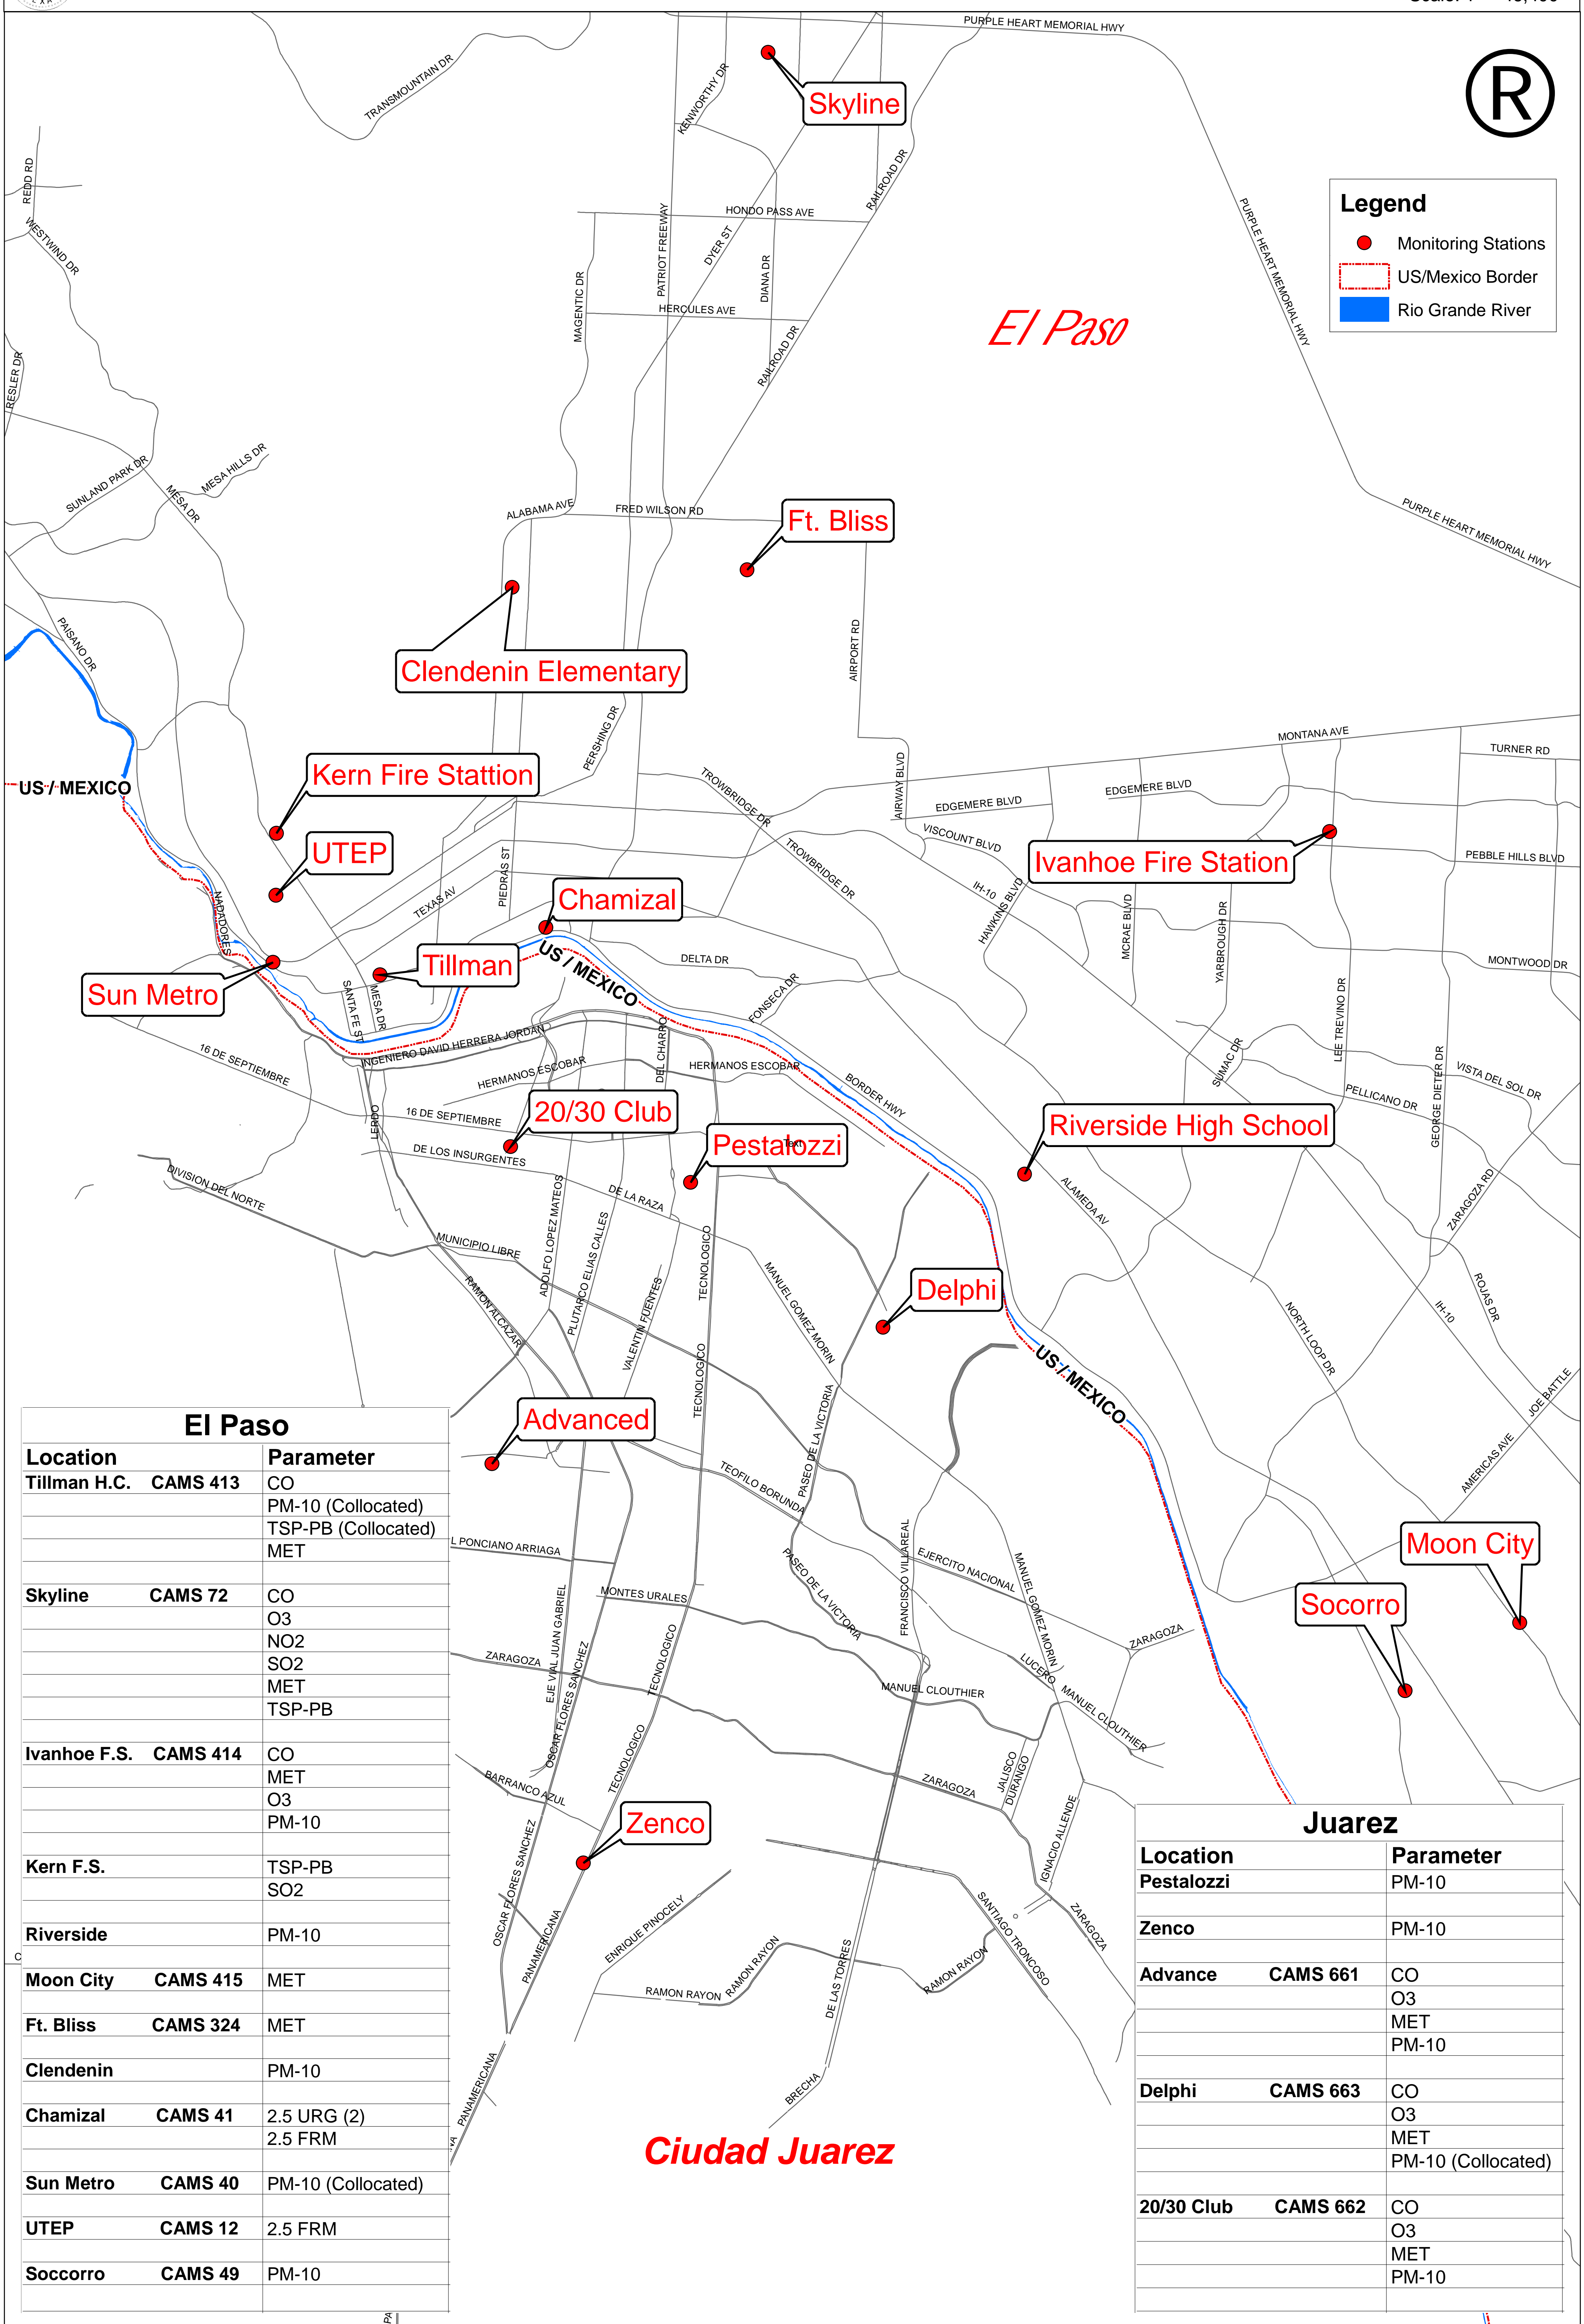 PURPLE HEART MEMORIAL HWY
TRANSMOUNTAIN DR
KENWORTHY DR
Skyline
®
REDD RD
RAILROAD DR
Legend
Monitoring Stations
US/Mexico Border
Rio Grande River
HONDO PASS AVE
WESTWIND DR
PATRIOT FREEWAY
DYER ST
DIANA DR
PURPLE HEART MEMORIAL HWY
MAGENTIC DR
HERCULES AVE
El Paso
RESLER DR
RAILROAD DR
SUNLAND PARK DR
MESA HILLS DR
MESA DR
ALABAMA AVE
FRED WILSON RD
Ft. Bliss
PURPLE HEART MEMORIAL HWY
PAISANO DR
AIRPORT RD
Clendenin Elementary
PERSHING DR
MONTANA AVE
TURNER RD
Kern Fire Stattion
US / MEXICO
TROWBRIDGE DR
AIRWAY BLVD
EDGEMERE BLVD
EDGEMERE BLVD
UTEP
VISCOUNT BLVD
TROWBRIDGE DR
Ivanhoe Fire Station
PEBBLE HILLS BLVD
PIEDRAS ST
TEXAS AV
IH-10
HAWKINS BLVD
MCRAE BLVD
YARBROUGH DR
Chamizal
NADADORES
US / MEXICO
DELTA DR
MONTWOOD DR
Tillman
Sun Metro
SANTA FE ST
MESA DR
FONSECA DR
LEE TREVINO DR
INGENIERO DAVID HERRERA JORDAN
DEL CHARRO
16 DE SEPTIEMBRE
HERMANOS ESCOBAR
HERMANOS ESCOBAR
BORDER HWY
SUMAC DR
VISTA DEL SOL DR
PELLICANO DR
GEORGE DIETER DR
LERDO
16 DE SEPTIEMBRE
20/30 Club
Riverside High School
Pestalozzi
Text
DE LOS INSURGENTES
DIVISION DEL NORTE
DE LA RAZA
ALAMEDA AV
ZARAGOZA RD
ADOLFO LOPEZ MATEOS
PLUTARCO ELIAS CALLES
MUNICIPIO LIBRE
TECNOLOGICO
RAMON ALCAZAR
VALENTIN FUENTES
MANUEL GOMEZ MORIN
Delphi
ROJAS DR
NORTH LOOP DR
IH-10
TECNOLOGICO
US / MEXICO
JOE BATTLE
PASEO DE LA VICTORIA
Advanced
AMERICAS AVE
TEOFILO BORUNDA
L PONCIANO ARRIAGA
PASEO DE LA VICTORIA
FRANCISCO VILLAREAL
EJERCITO NACIONAL
MANUEL GOMEZ MORIN
Moon City
MONTES URALES
Socorro
EJE VIAL JUAN GABRIEL
OSCAR FLORES SANCHEZ
TECNOLOGICO
ZARAGOZA
ZARAGOZA
LUCERO
MANUEL CLOUTHIER
MANUEL CLOUTHIER
BARRANCO AZUL
TECNOLOGICO
ZARAGOZA
JALISCO
DURANGO
Zenco
IGNACIO ALLENDE
OSCAR FLORES SANCHEZ
ENRIQUE PINOCELY
SANTIAGO TRONCOSO
ZARAGOZA
PANAMERICANA
RAMON RAYON
RAMON RAYON
RAMON RAYON
DE LAS TORRES
PANAMERICANA
BRECHA
Ciudad Juarez
El Paso
Location Parameter
Tillman H.C. CAMS 413 CO
PM-10 (Collocated)
TSP-PB (Collocated)
MET
Skyline CAMS 72 CO
O3
NO2
SO2
MET
TSP-PB
Ivanhoe F.S. CAMS 414 CO
MET
O3
PM-10
Kern F.S. TSP-PB
SO2
Riverside PM-10
Moon City CAMS 415 MET
Ft. Bliss CAMS 324 MET
Clendenin PM-10
Chamizal CAMS 41 2.5 URG (2)
2.5 FRM
Sun Metro CAMS 40 PM-10 (Collocated)
UTEP CAMS 12 2.5 FRM
Soccorro CAMS 49 PM-10
Juarez
Location Parameter
Pestalozzi PM-10
Zenco PM-10
Advance CAMS 661 CO
O3
MET
PM-10
Delphi CAMS 663 CO
O3
MET
PM-10 (Collocated)
20/30 Club CAMS 662 CO
O3
MET
PM-10